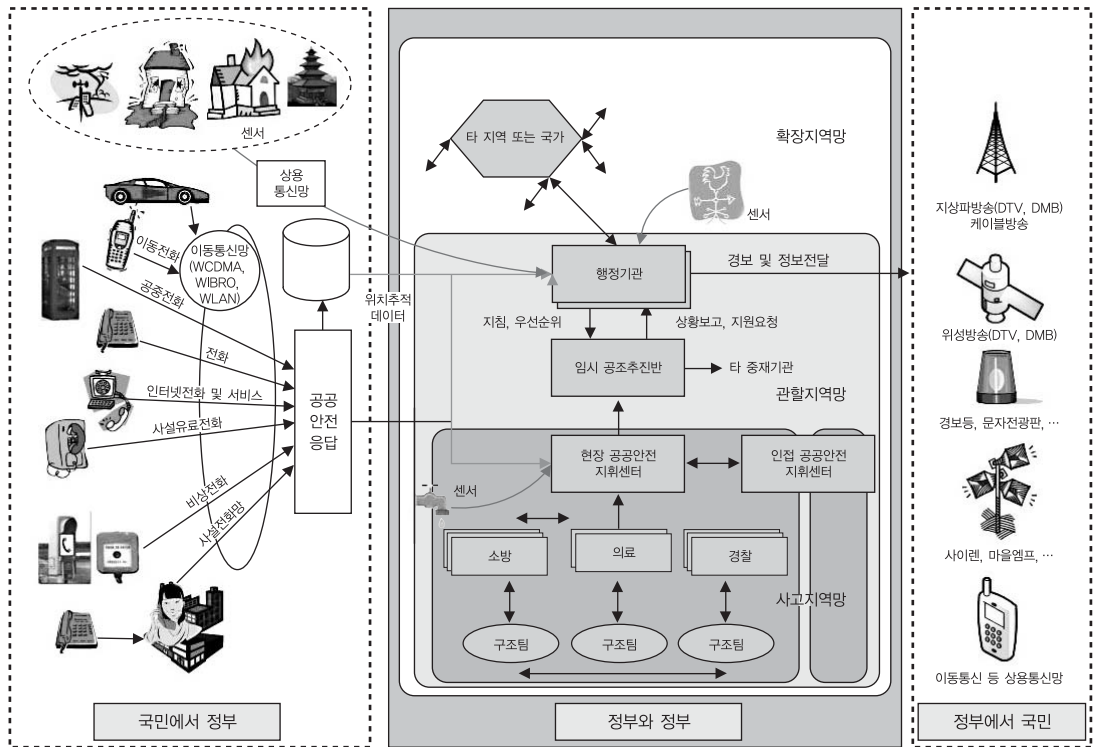 센서
상용
통신망
이동전화
이동통신망
(WCDMA,
WIBRO,
WLAN)
공중전화
전화
인터넷전화 및 서비스
사설유료전화
비상전화
사설전화망
위치추적
데이터
공공
안전
응답
국민에서 정부
타 지역 또는 국가
확장지역망
센서
행정기관
경보 및 정보전달
지침, 우선순위
상황보고, 지원요청
임시 공조추진반
타 중재기관
관할지역망
현장 공공안전
지휘센터
인접 공공안전
지휘센터
센서
소방
의료
경찰
사고지역망
구조팀
구조팀
구조팀
정부와 정부
지상파방송(DTV, DMB)
케이블방송
위성방송(DTV, DMB)
경보등, 문자전광판, …
사이렌, 마을엠프, …
이동통신 등 상용통신망
정부에서 국민